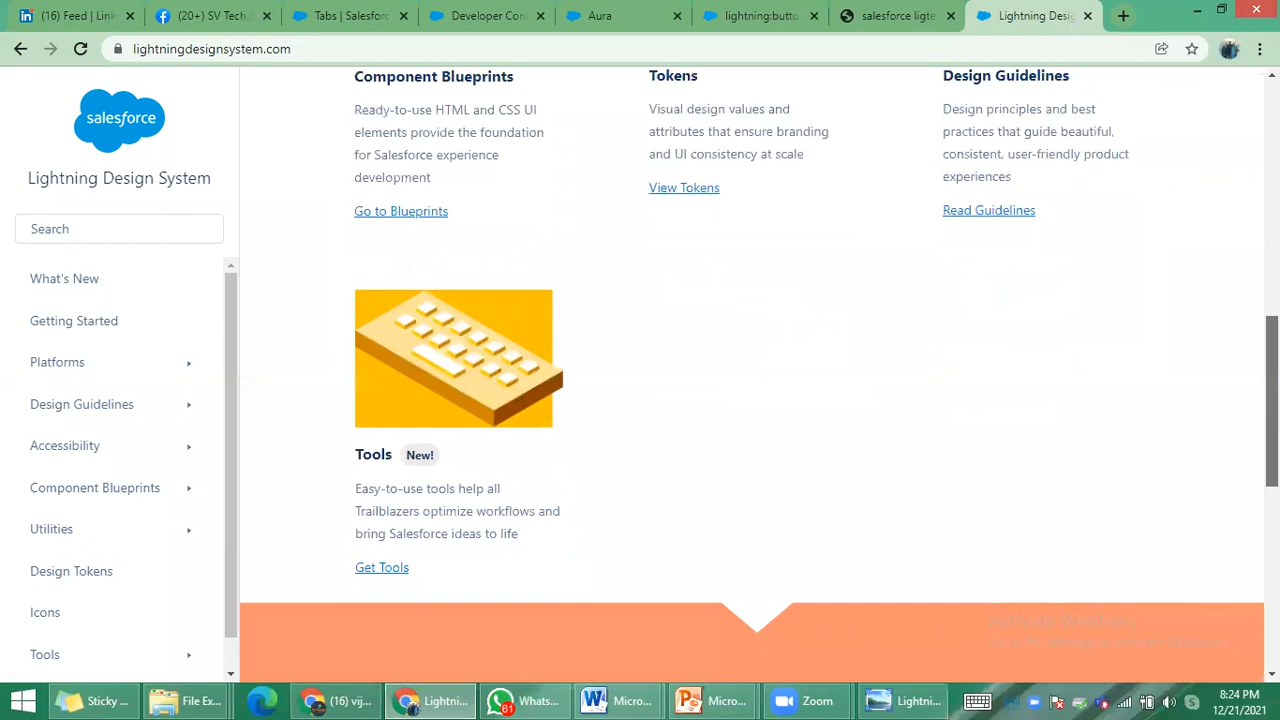 (16) Feed | Link
(20+) SV Tech
Tabs | Salesfor
Developer Con
Aura
lightning:butto
salesforce ligte
Lightning Desig
lightningdesignsystem.com
salesforce
Lightning Design System
Search
What's New
Getting Started
Platforms
Design Guidelines
Accessibility
Component Blueprints
Utilities
Design Tokens
Icons
Tools
Component Blueprints
Ready-to-use HTML and CSS UI
elements provide the foundation
for Salesforce experience
development
Go to Blueprints
Tokens
Visual design values and
attributes that ensure branding
and UI consistency at scale
View Tokens
Design Guidelines
Design principles and best
practices that guide beautiful,
consistent, user-friendly product
experiences
Read Guidelines
Tools New!
Easy-to-use tools help all
Trailblazers optimize workflows and
bring Salesforce ideas to life
Get Tools
Activate Windows
Sticky ...
File Ex...
(16) vij...
Lightni...
61
Whats...
Micro...
Micro...
Zoom
Lightni...
8:24 PM
12/21/2021